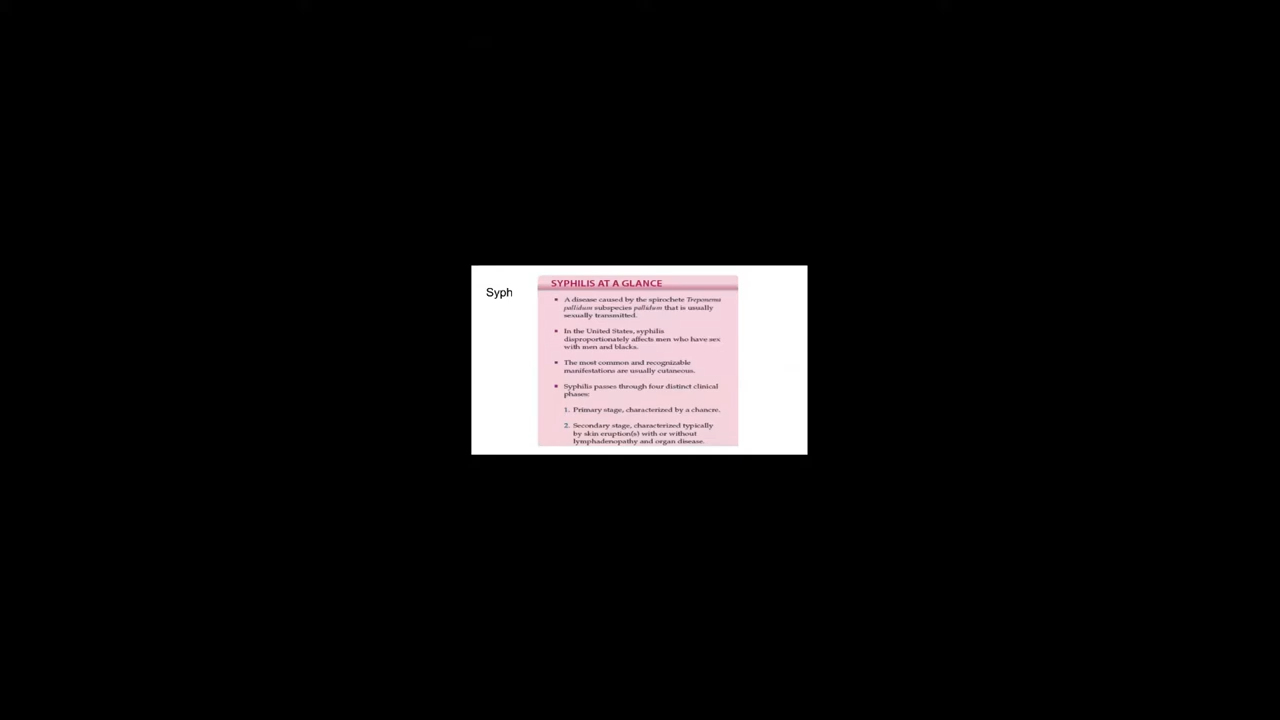 Syph
SYPHILIS AT A GLANCE
▪ A disease caused by the spirochete Treponema
pallidum subspecies pallidum that is usually
sexually transmitted.
▪ In the United States, syphilis
disproportionately affects men who have sex
with men and blacks.
▪ The most common and recognizable
manifestations are usually cutaneous.
▪ Syphilis passes through four distinct clinical
phases:
1. Primary stage, characterized by a chancre.
2. Secondary stage, characterized typically
by skin eruption(s) with or without
lymphadenopathy and organ disease.